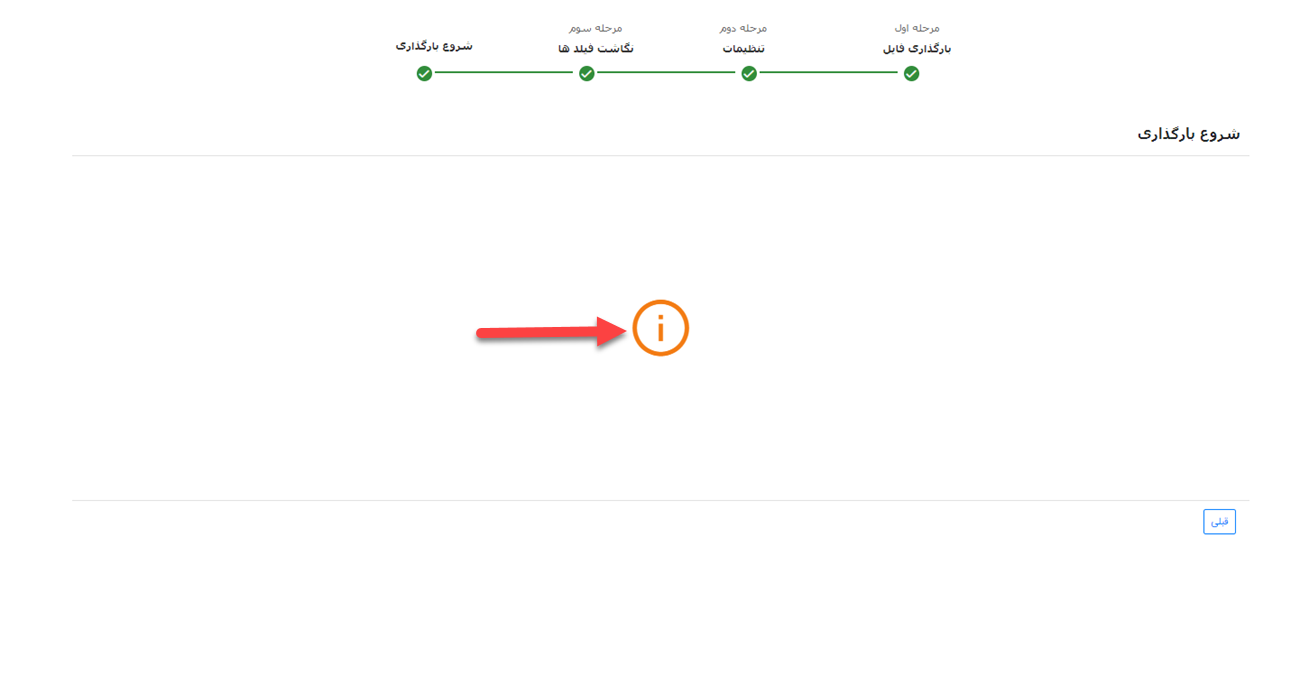 مرحله اول
بارگذاری فایل
مرحله دوم
تنظیمات
مرحله سوم
نگاشت فیلد ها
شروع بارگذاری
شروع بارگذاری
i
قبلی